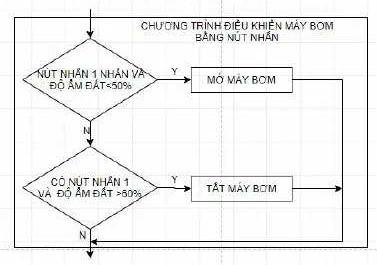 CHƯƠNG TRÌNH ĐIỀU KHIỂN MÁY BƠM
BẰNG NÚT NHẤN
NÚT NHẤN 1 NHẤN VÀ
ĐỘ ẨM ĐẤT<50%
Y
MỞ MÁY BƠM
N
CÓ NÚT NHẤN 1
VÀ ĐỘ ẨM ĐẤT >60%
Y
TẮT MÁY BƠM
N